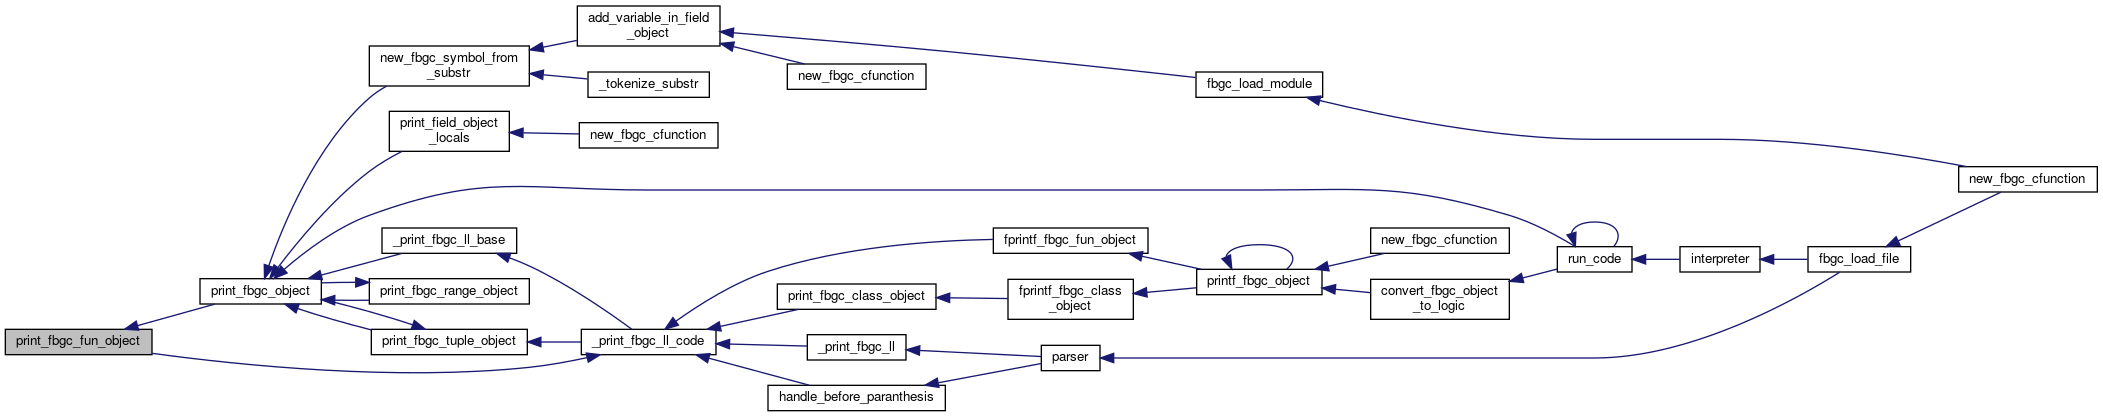 add_variable_in_field
_object
new_fbgc_symbol_from
_substr
new_fbgc_cfunction
_tokenize_substr
fbgc_load_module
print_field_object
_locals
new_fbgc_cfunction
new_fbgc_cfunction
_print_fbgc_ll_base
fprintf_fbgc_fun_object
new_fbgc_cfunction
run_code
interpreter
fbgc_load_file
print_fbgc_object
print_fbgc_range_object
print_fbgc_class_object
fprintf_fbgc_class
_object
printf_fbgc_object
convert_fbgc_object
_to_logic
print_fbgc_fun_object
print_fbgc_tuple_object
_print_fbgc_ll_code
_print_fbgc_ll
parser
handle_before_paranthesis